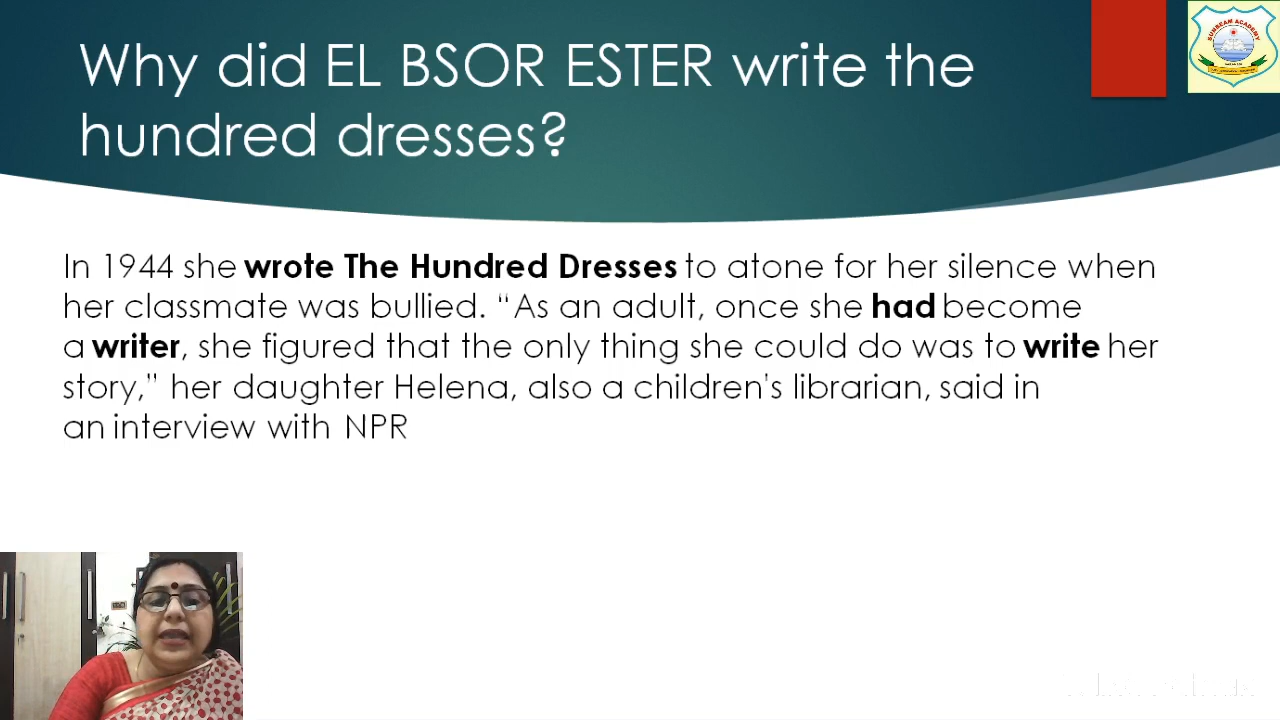 Why did EL BSOR ESTER write the
hundred dresses?
SUNBEAM ACADEMY
In 1944 she wrote The Hundred Dresses to atone for her silence when
her classmate was bullied. “As an adult, once she had become
a writer, she figured that the only thing she could do was to write her
story,” her daughter Helena, also a children's librarian, said in
an interview with NPR